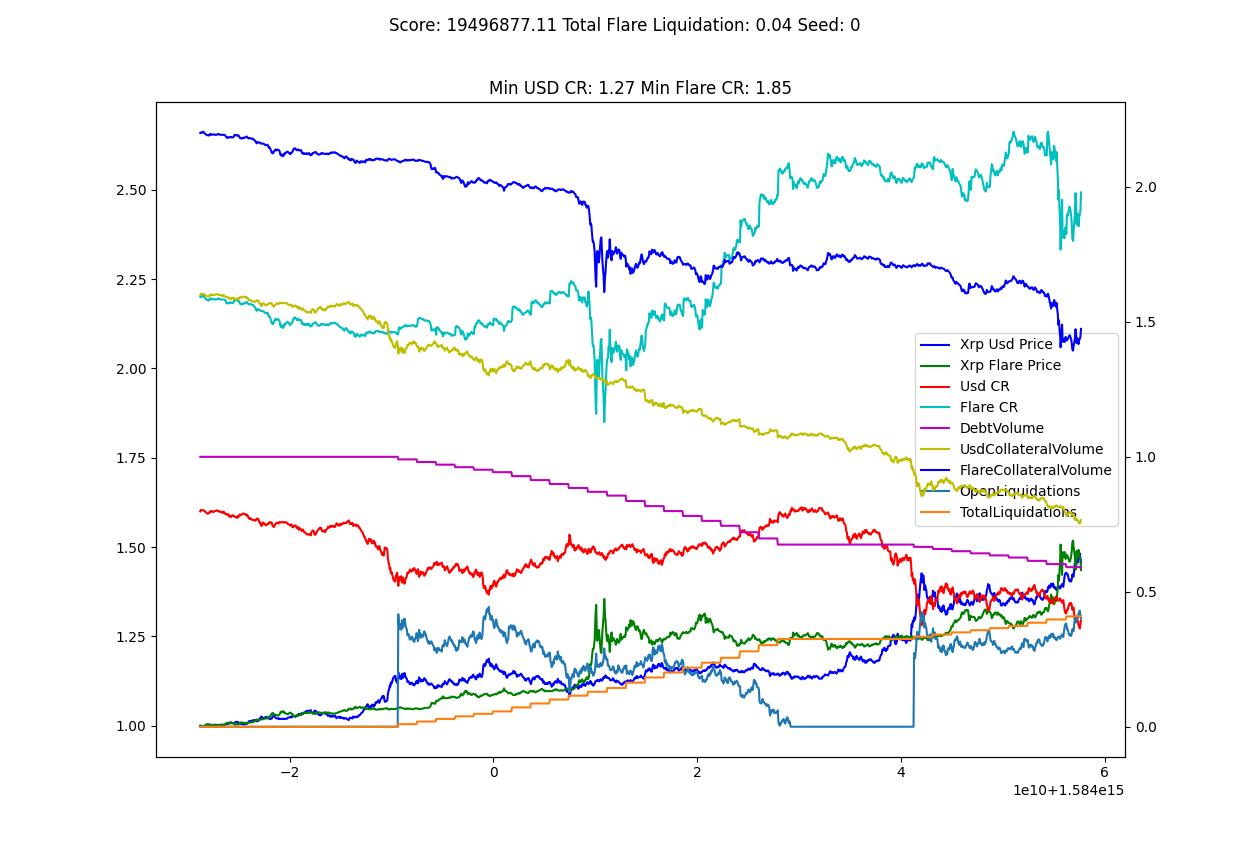 Score: 19496877.11 Total Flare Liquidation: 0.04 Seed: 0
Min USD CR: 1.27 Min Flare CR: 1.85
2.50
2.25
2.00
1.75
1.50
1.25
1.00
2.0
1.5
1.0
0.5
0.0
Xrp Usd Price
Xrp Flare Price
Usd CR
Flare CR
DebtVolume
UsdCollateralVolume
FlareCollateralVolume
OpenLiquidations
TotalLiquidations
−2 0 2 4 6
1e10+1.584e15